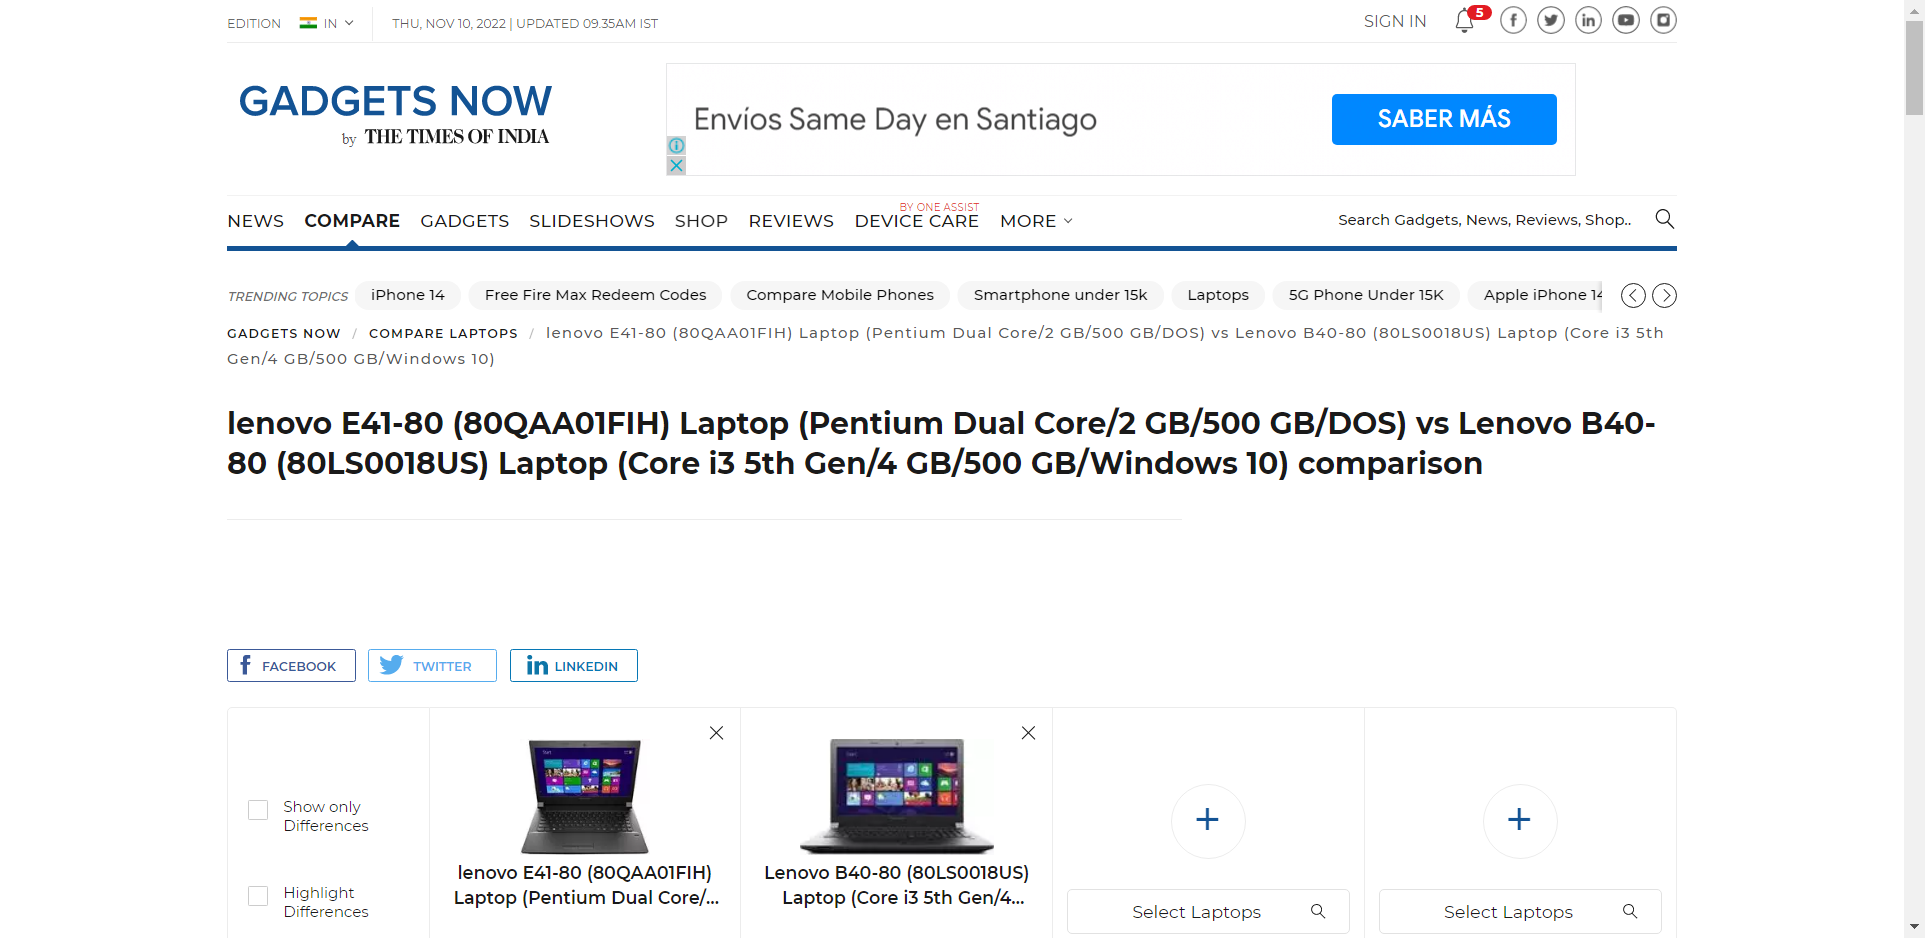 EDITION IN THU, NOV 10, 2022 | UPDATED 09.35AM IST SIGN IN 5
GADGETS NOW
by THE TIMES OF INDIA
Envíos Same Day en Santiago
SABER MÁS
BY ONE ASSIST
NEWS COMPARE GADGETS SLIDESHOWS SHOP REVIEWS DEVICE CARE MORE Search Gadgets, News, Reviews, Shop..
TRENDING TOPICS iPhone 14 Free Fire Max Redeem Codes Compare Mobile Phones Smartphone under 15k Laptops 5G Phone Under 15K Apple iPhone 14
GADGETS NOW / COMPARE LAPTOPS / lenovo E41-80 (80QAA01FIH) Laptop (Pentium Dual Core/2 GB/500 GB/DOS) vs Lenovo B40-80 (80LS0018US) Laptop (Core i3 5th
Gen/4 GB/500 GB/Windows 10)
lenovo E41-80 (80QAA01FIH) Laptop (Pentium Dual Core/2 GB/500 GB/DOS) vs Lenovo B40-
80 (80LS0018US) Laptop (Core i3 5th Gen/4 GB/500 GB/Windows 10) comparison
FACEBOOK TWITTER LINKEDIN
Show only
Differences
Highlight
Differences
lenovo E41-80 (80QAA01FIH)
Laptop (Pentium Dual Core/...
Lenovo B40-80 (80LS0018US)
Laptop (Core i3 5th Gen/4...
Select Laptops
Select Laptops